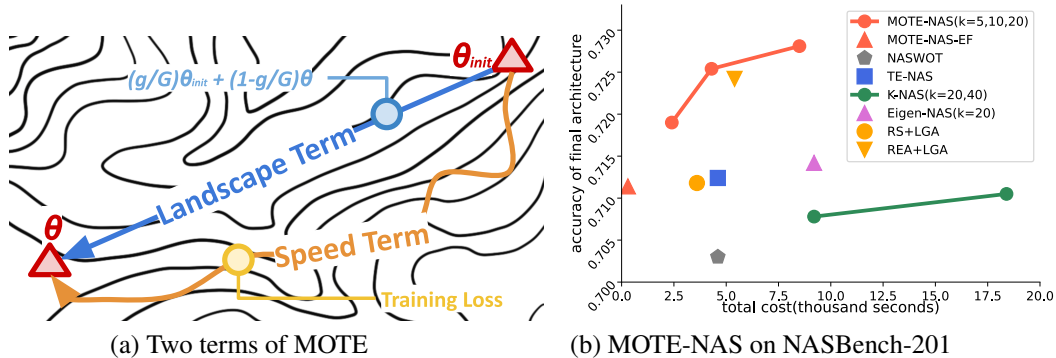 θinit
(g/G)θinit + (1-g/G)θ
Landscape Term
θ
Speed Term
Training Loss
(a) Two terms of MOTE
accuracy of final architecture
0.730
0.725
0.720
0.715
0.710
0.705
0.700
0.0 2.5 5.0 7.5 10.0 12.5 15.0 17.5 20.0
total cost(thousand seconds)
MOTE-NAS(k=5,10,20)
MOTE-NAS-EF
NASWOT
TE-NAS
K-NAS(k=20,40)
Eigen-NAS(k=20)
RS+LGA
REA+LGA
(b) MOTE-NAS on NASBench-201